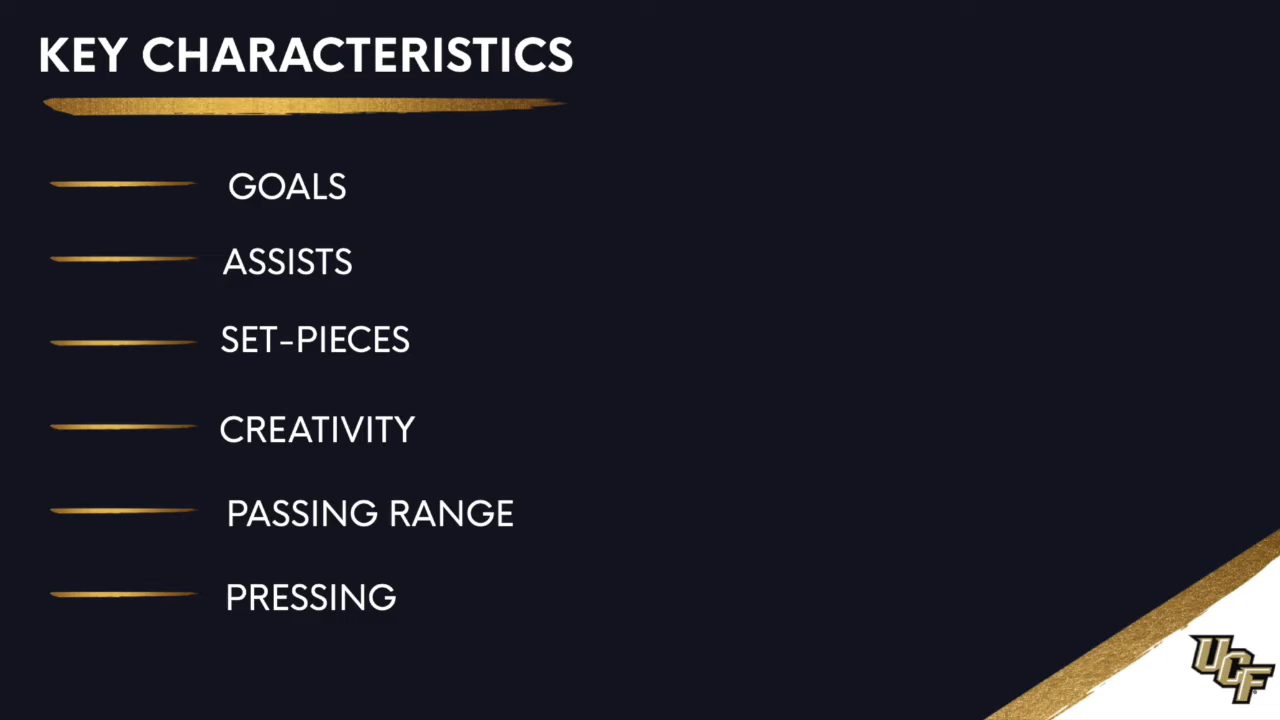 KEY CHARACTERISTICS
GOALS
ASSISTS
SET-PIECES
CREATIVITY
PASSING RANGE
PRESSING
UCF